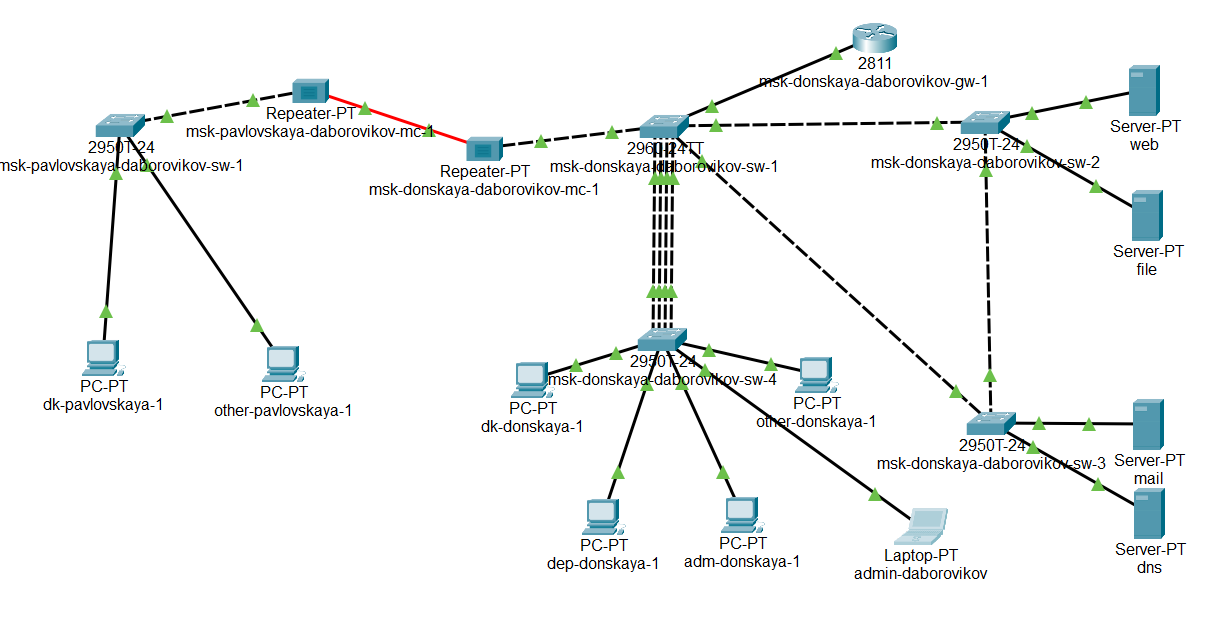 2811
msk-donskaya-daborovikov-gw-1
Repeater-PT
msk-pavlovskaya-daborovikov-mc-1
2950T-24
msk-pavlovskaya-daborovikov-sw-1
Repeater-PT
msk-donskaya-daborovikov-mc-1
2960-24TT
msk-donskaya-daborovikov-sw-1
2950T-24
msk-donskaya-daborovikov-sw-2
Server-PT
web
Server-PT
file
PC-PT
dk-pavlovskaya-1
PC-PT
other-pavlovskaya-1
2950T-24
msk-donskaya-daborovikov-sw-4
PC-PT
dk-donskaya-1
PC-PT
other-donskaya-1
2950T-24
msk-donskaya-daborovikov-sw-3
Server-PT
mail
PC-PT
dep-donskaya-1
PC-PT
adm-donskaya-1
Laptop-PT
admin-daborovikov
Server-PT
dns